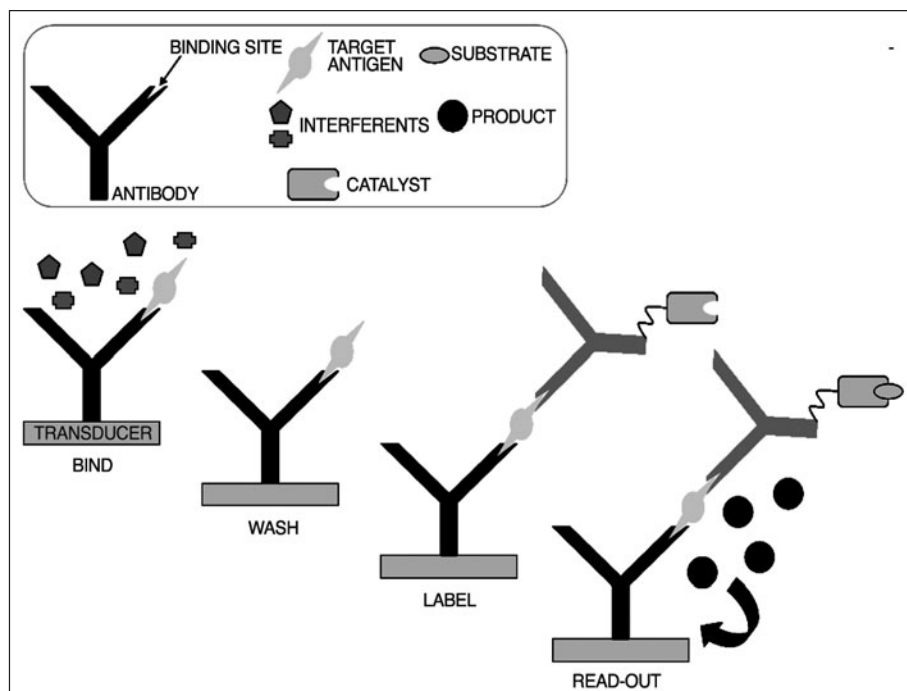 BINDING SITE
TARGET
ANTIGEN
SUBSTRATE
INTERFERENTS
PRODUCT
CATALYST
ANTIBODY
TRANSDUCER
BIND
WASH
LABEL
READ-OUT